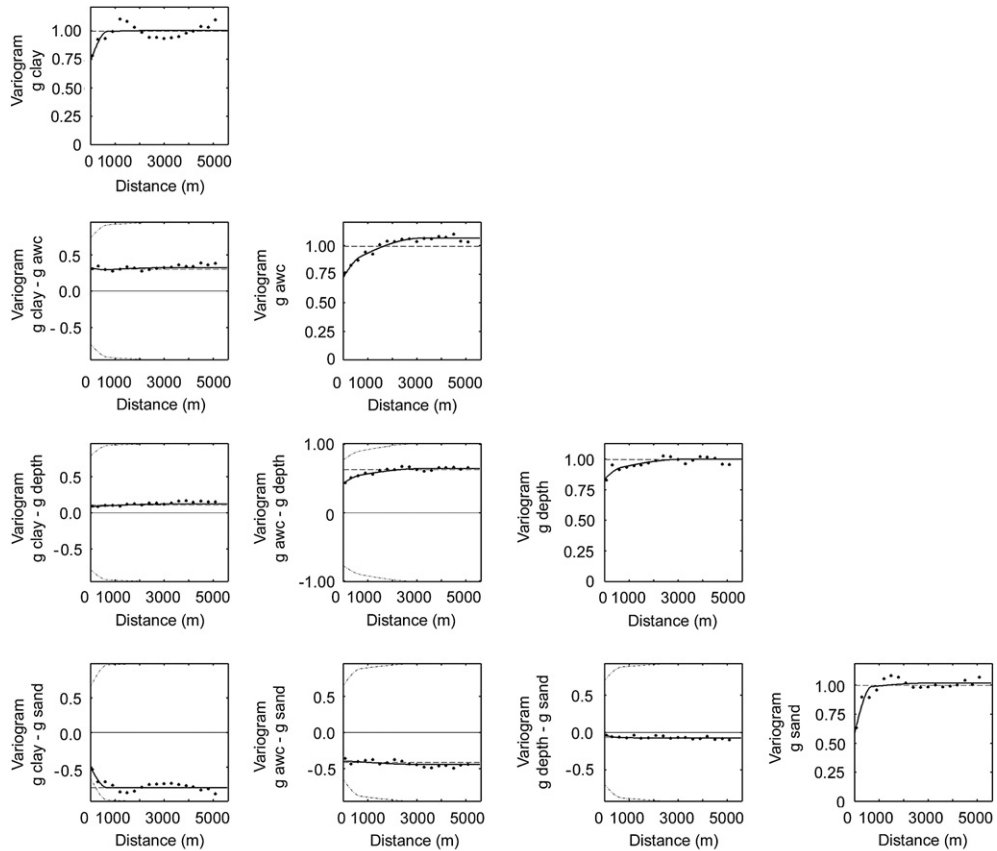 Variogram
g clay
1.00
0.75
0.50
0.25
0
0 1000 3000 5000
Distance (m)
Variogram
g clay - g awc
0.5
0.0
- 0.5
0 1000 3000 5000
Distance (m)
Variogram
g awc
1.00
0.75
0.50
0.25
0
0 1000 3000 5000
Distance (m)
Variogram
g clay - g depth
0.5
0.0
-0.5
0 1000 3000 5000
Distance (m)
Variogram
g awc - g depth
1.00
0.50
0
-1.00
0 1000 3000 5000
Distance (m)
Variogram
g depth
1.00
0.75
0.50
0.25
0
0 1000 3000 5000
Distance (m)
Variogram
g clay - g sand
0.5
0.0
-0.5
0 1000 3000 5000
Distance (m)
Variogram
g awc - g sand
0.5
0.0
-0.5
0 1000 3000 5000
Distance (m)
Variogram
g depth - g sand
0.5
0.0
-0.5
0 1000 3000 5000
Distance (m)
Variogram
g sand
1.00
0.75
0.50
0.25
0
0 1000 3000 5000
Distance (m)